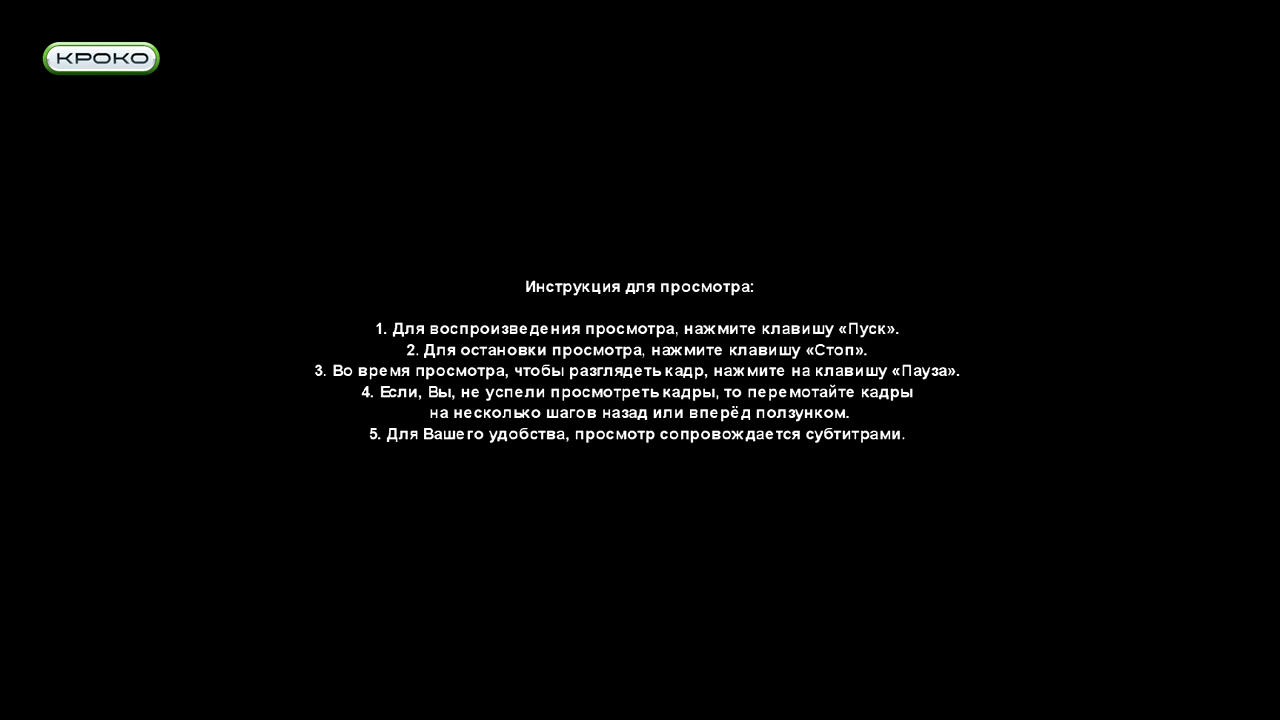 КРОКО
Инструкция для просмотра:
1. Для воспроизведения просмотра, нажмите клавишу «Пуск».
2. Для остановки просмотра, нажмите клавишу «Стоп».
3. Во время просмотра, чтобы разглядеть кадр, нажмите на клавишу «Пауза».
4. Если, Вы, не успели просмотреть кадры, то перемотайте кадры
на несколько шагов назад или вперёд ползунком.
5. Для Вашего удобства, просмотр сопровождается субтитрами.